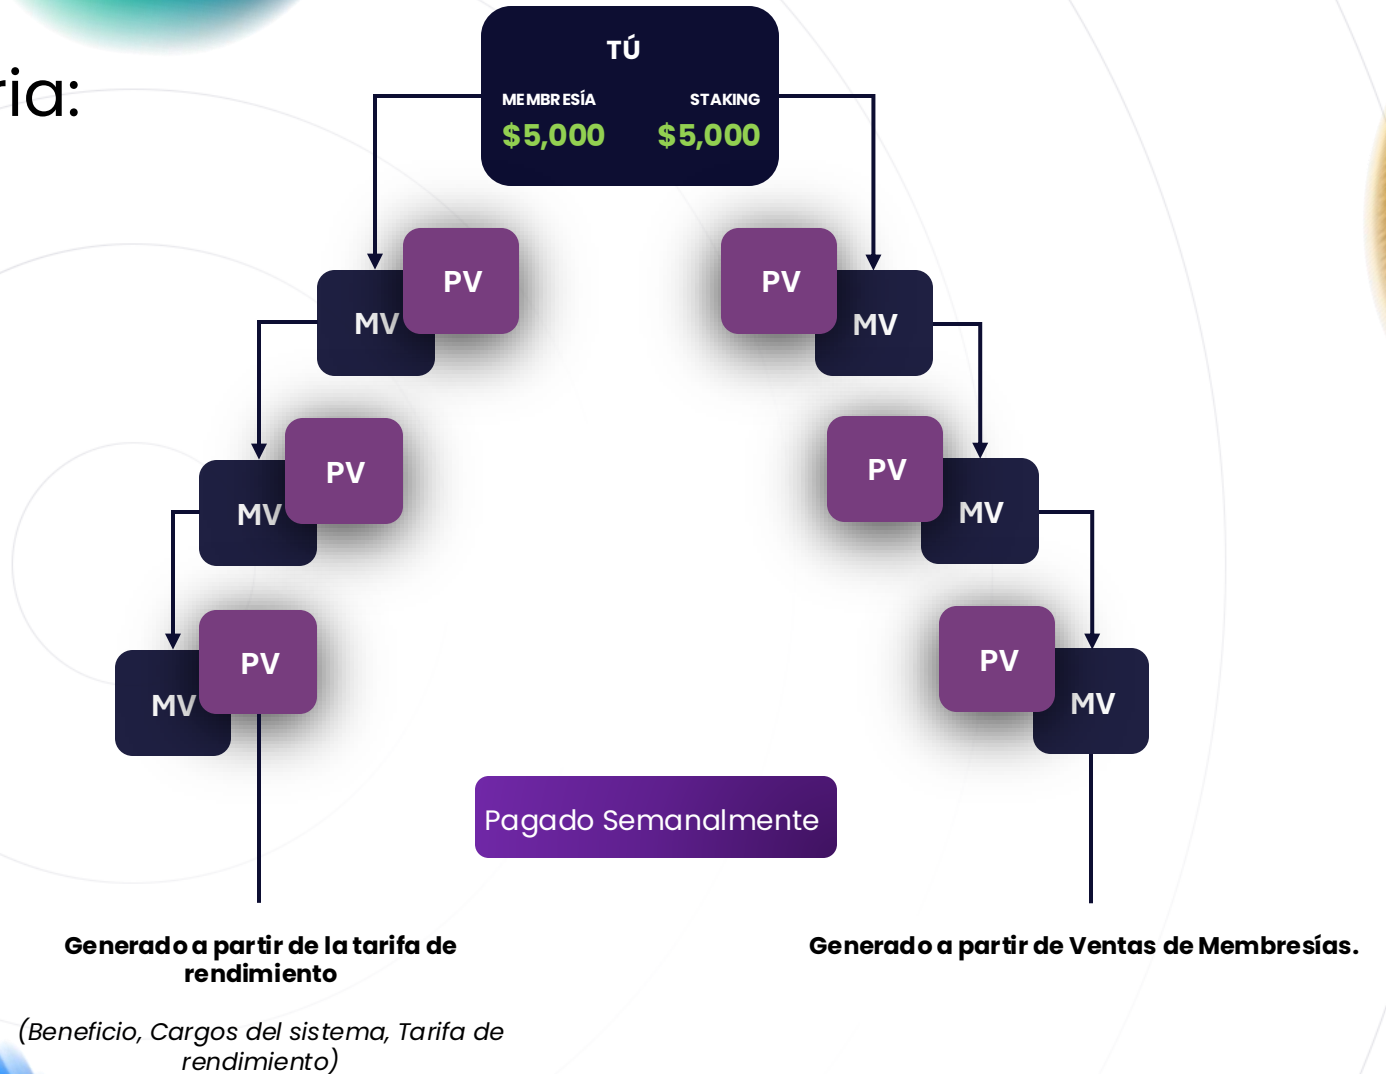 TÚ
ria:
MEMBRESÍA STAKING
$5,000 $5,000
PV PV
MV MV
PV PV
MV MV
PV PV
MV MV
Pagado Semanalmente
Generado a partir de la tarifa de
rendimiento
Generado a partir de Ventas de Membresías.
(Beneficio, Cargos del sistema, Tarifa de
rendimiento)